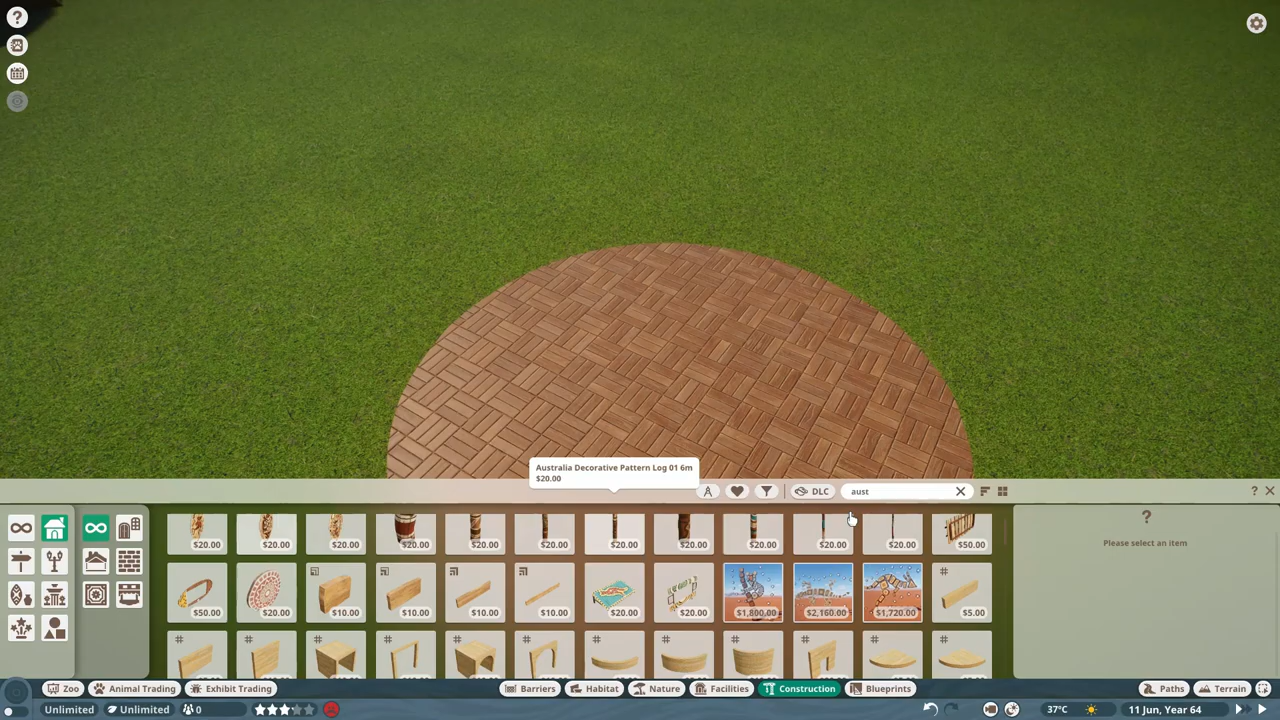 ?
Australia Decorative Pattern Log 01 6m
$20.00
DLC
aust
?
$20.00 $20.00 $20.00 $20.00 $20.00 $20.00 $20.00 $20.00 $20.00 $20.00 $20.00 $50.00
?
Please select an item
$50.00 $20.00 $10.00 $10.00 $10.00 $10.00 $20.00 $20.00 $1,800.00 $2,160.00 $1,720.00 $5.00
Zoo Animal Trading Exhibit Trading Barriers Habitat Nature Facilities Construction Blueprints Paths Terrain
Unlimited Unlimited 0 37°C 11 Jun, Year 64